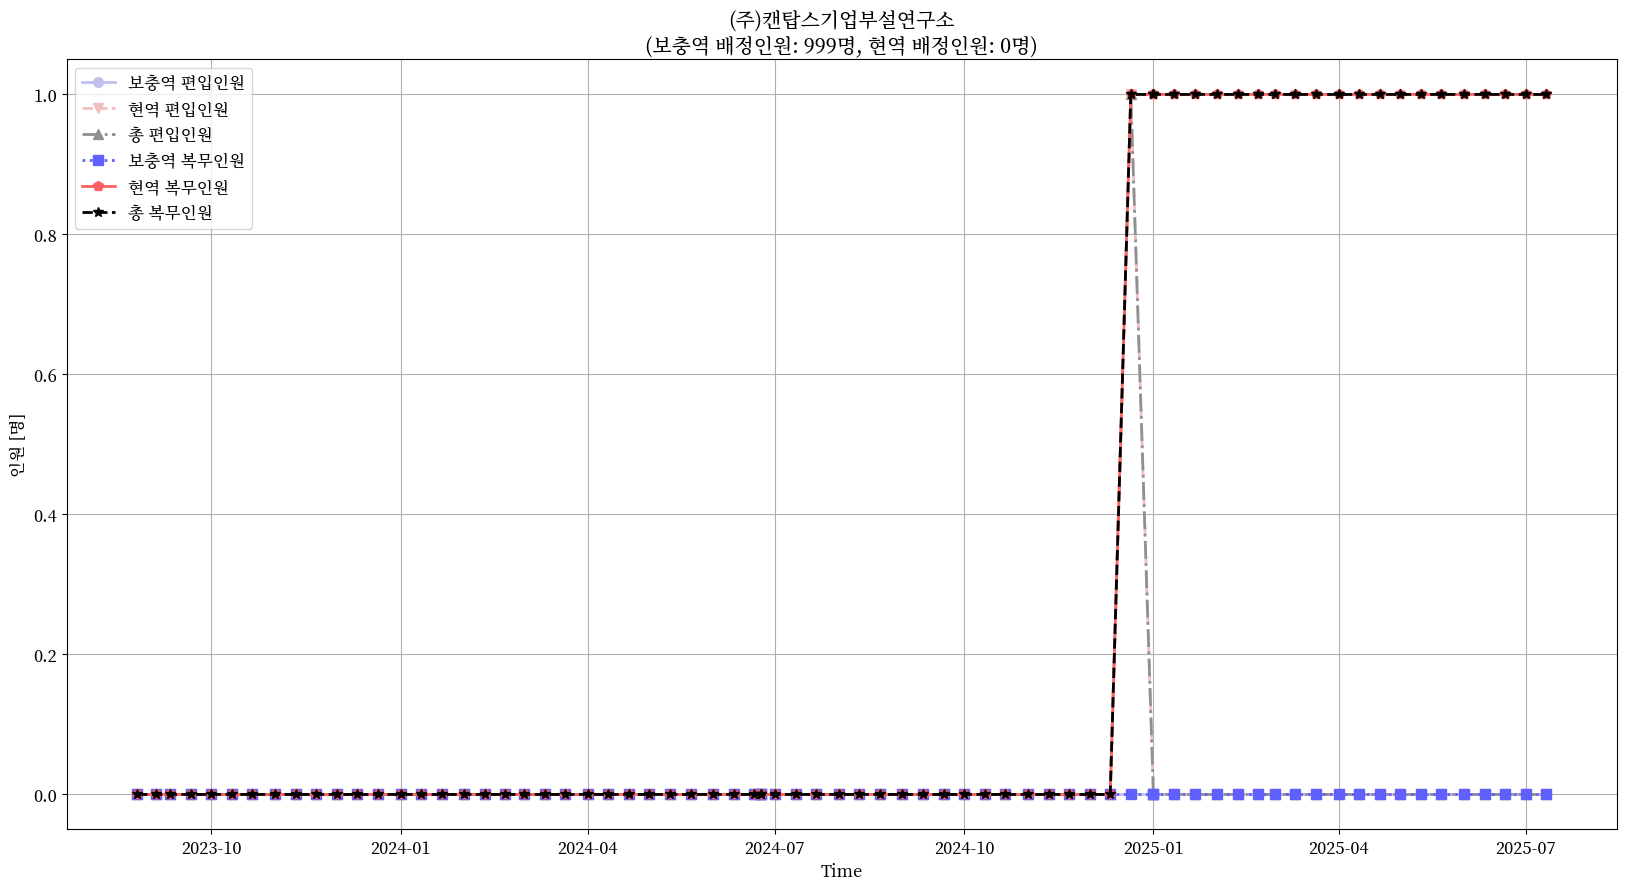 (주)캔탑스기업부설연구소
(보충역 배정인원: 999명, 현역 배정인원: 0명)
보충역 편입인원
현역 편입인원
총 편입인원
보충역 복무인원
현역 복무인원
총 복무인원
1.0
0.8
0.6
0.4
0.2
0.0
인원 [명]
2023-10
2024-01
2024-04
2024-07
2024-10
2025-01
2025-04
2025-07
Time